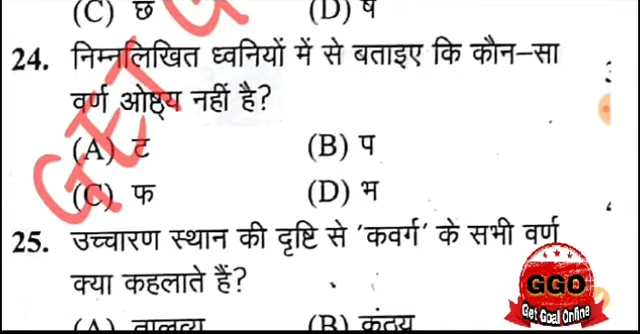 (C) छ (D) ष
24. निम्नलिखित ध्वनियों में से बताइए कि कौन–सा
वर्ण ओष्ठ्य नहीं है?
(A) ट (B) प
(C) फ (D) भ
25. उच्चारण स्थान की दृष्टि से 'कवर्ग' के सभी वर्ण
क्या कहलाते हैं?
(A) तालव्य (B) कंठ्य
GGO
Get Goal Online